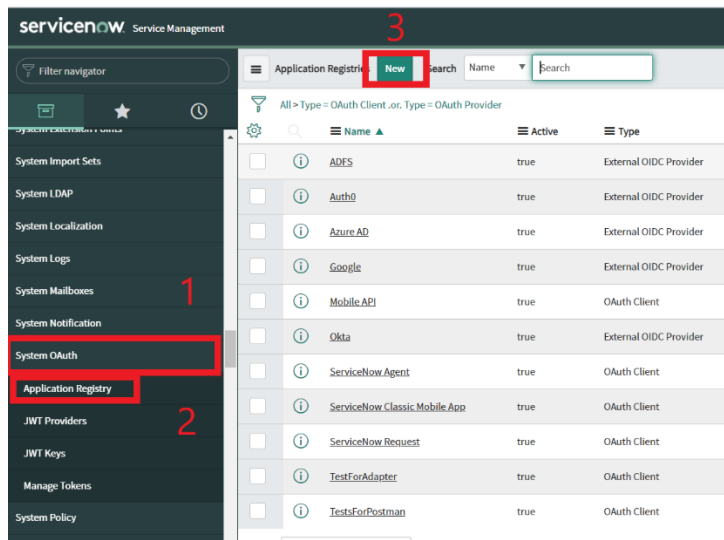 servicenow Service Management
3
Filter navigator
System Extension Points
System Import Sets
System LDAP
System Localization
System Logs
System Mailboxes
1
System Notification
System OAuth
Application Registry
JWT Providers
2
JWT Keys
Manage Tokens
System Policy
Application Registries New Search Name Search
All > Type = OAuth Client .or. Type = OAuth Provider
Name Active Type
ADFS true External OIDC Provider
Auth0 true External OIDC Provider
Azure AD true External OIDC Provider
Google true External OIDC Provider
Mobile API true OAuth Client
Okta true External OIDC Provider
ServiceNow Agent true OAuth Client
ServiceNow Classic Mobile App true OAuth Client
ServiceNow Request true OAuth Client
TestForAdapter true OAuth Client
TestsForPostman true OAuth Client